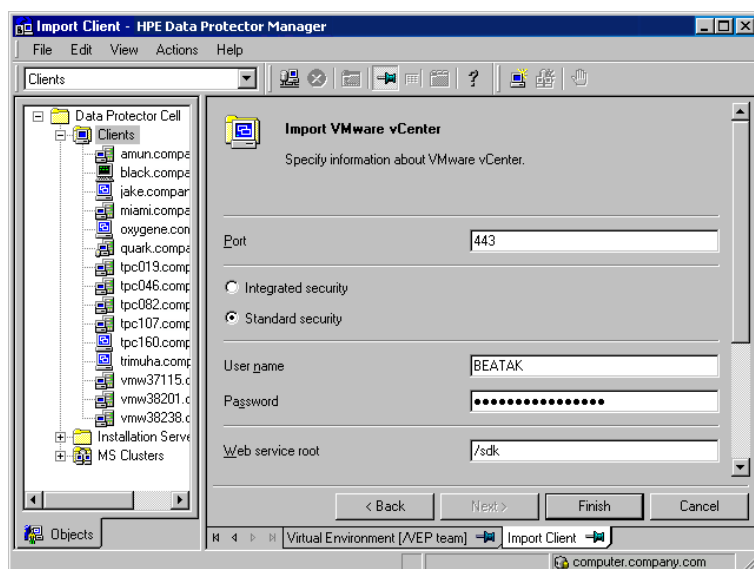 Import Client - HPE Data Protector Manager
File Edit View Actions Help
Clients
?
Data Protector Cell
Clients
amun.compa
black.compa
jake.compar
miami.compa
oxygene.con
quark.compa
tpc019.comp
tpc046.comp
tpc082.comp
tpc107.comp
tpc160.comp
trimuha.comp
vmw37115.c
vmw38201.c
vmw38238.c
Installation Serve
MS Clusters
Objects
Import VMware vCenter
Specify information about VMware vCenter.
Port 443
Integrated security
Standard security
User name BEATAK
Password ●●●●●●●●●●●●●●●●
Web service root /sdk
< Back Next > Finish Cancel
Virtual Environment [/VEP team] Import Client
computer.company.com